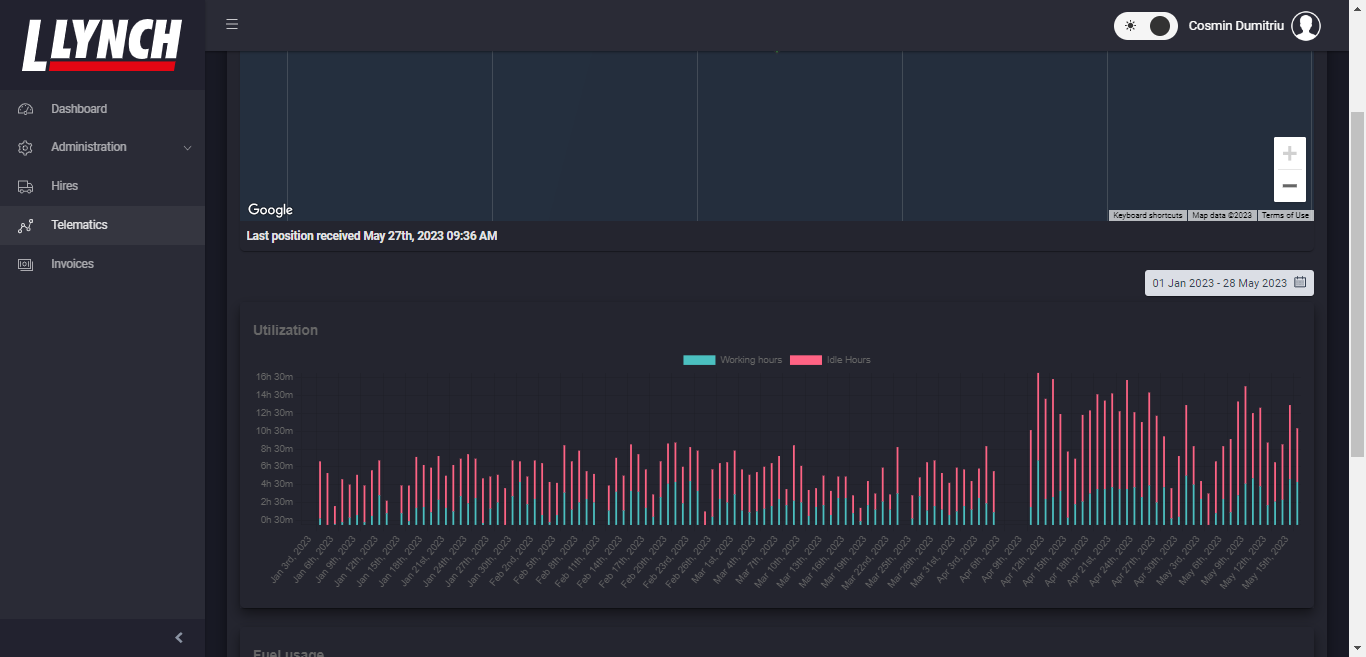 LLYNCH
Cosmin Dumitriu
Dashboard
Administration
Hires
Telematics
Invoices
Google
Keyboard shortcuts
Map data ©2023
Terms of Use
Last position received May 27th, 2023 09:36 AM
01 Jan 2023 - 28 May 2023
Utilization
Working hours
Idle Hours
16h 30m
14h 30m
12h 30m
10h 30m
8h 30m
6h 30m
4h 30m
2h 30m
0h 30m
Jan 3rd, 2023
Jan 6th, 2023
Jan 9th, 2023
Jan 12th, 2023
Jan 15th, 2023
Jan 18th, 2023
Jan 21st, 2023
Jan 24th, 2023
Jan 27th, 2023
Jan 30th, 2023
Feb 2nd, 2023
Feb 5th, 2023
Feb 8th, 2023
Feb 11th, 2023
Feb 14th, 2023
Feb 17th, 2023
Feb 20th, 2023
Feb 23rd, 2023
Feb 26th, 2023
Mar 1st, 2023
Mar 4th, 2023
Mar 7th, 2023
Mar 10th, 2023
Mar 13th, 2023
Mar 16th, 2023
Mar 19th, 2023
Mar 22nd, 2023
Mar 25th, 2023
Mar 28th, 2023
Mar 31st, 2023
Apr 3rd, 2023
Apr 6th, 2023
Apr 9th, 2023
Apr 12th, 2023
Apr 15th, 2023
Apr 18th, 2023
Apr 21st, 2023
Apr 24th, 2023
Apr 27th, 2023
Apr 30th, 2023
May 3rd, 2023
May 6th, 2023
May 9th, 2023
May 12th, 2023
May 15th, 2023
Fuel usage